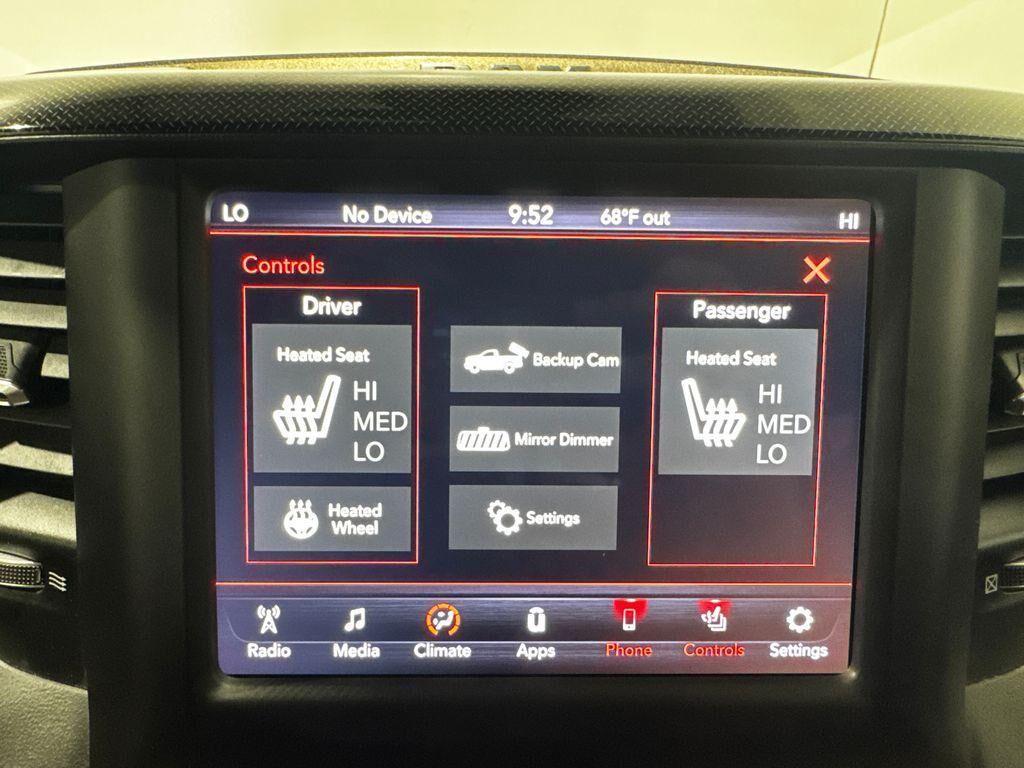 LO No Device 9:52 68°F out HI
Controls
Driver
Heated Seat
HI
MED
LO
Heated
Wheel
Backup Cam
Mirror Dimmer
Settings
Passenger
Heated Seat
HI
MED
LO
Radio Media Climate Apps Phone Controls Settings